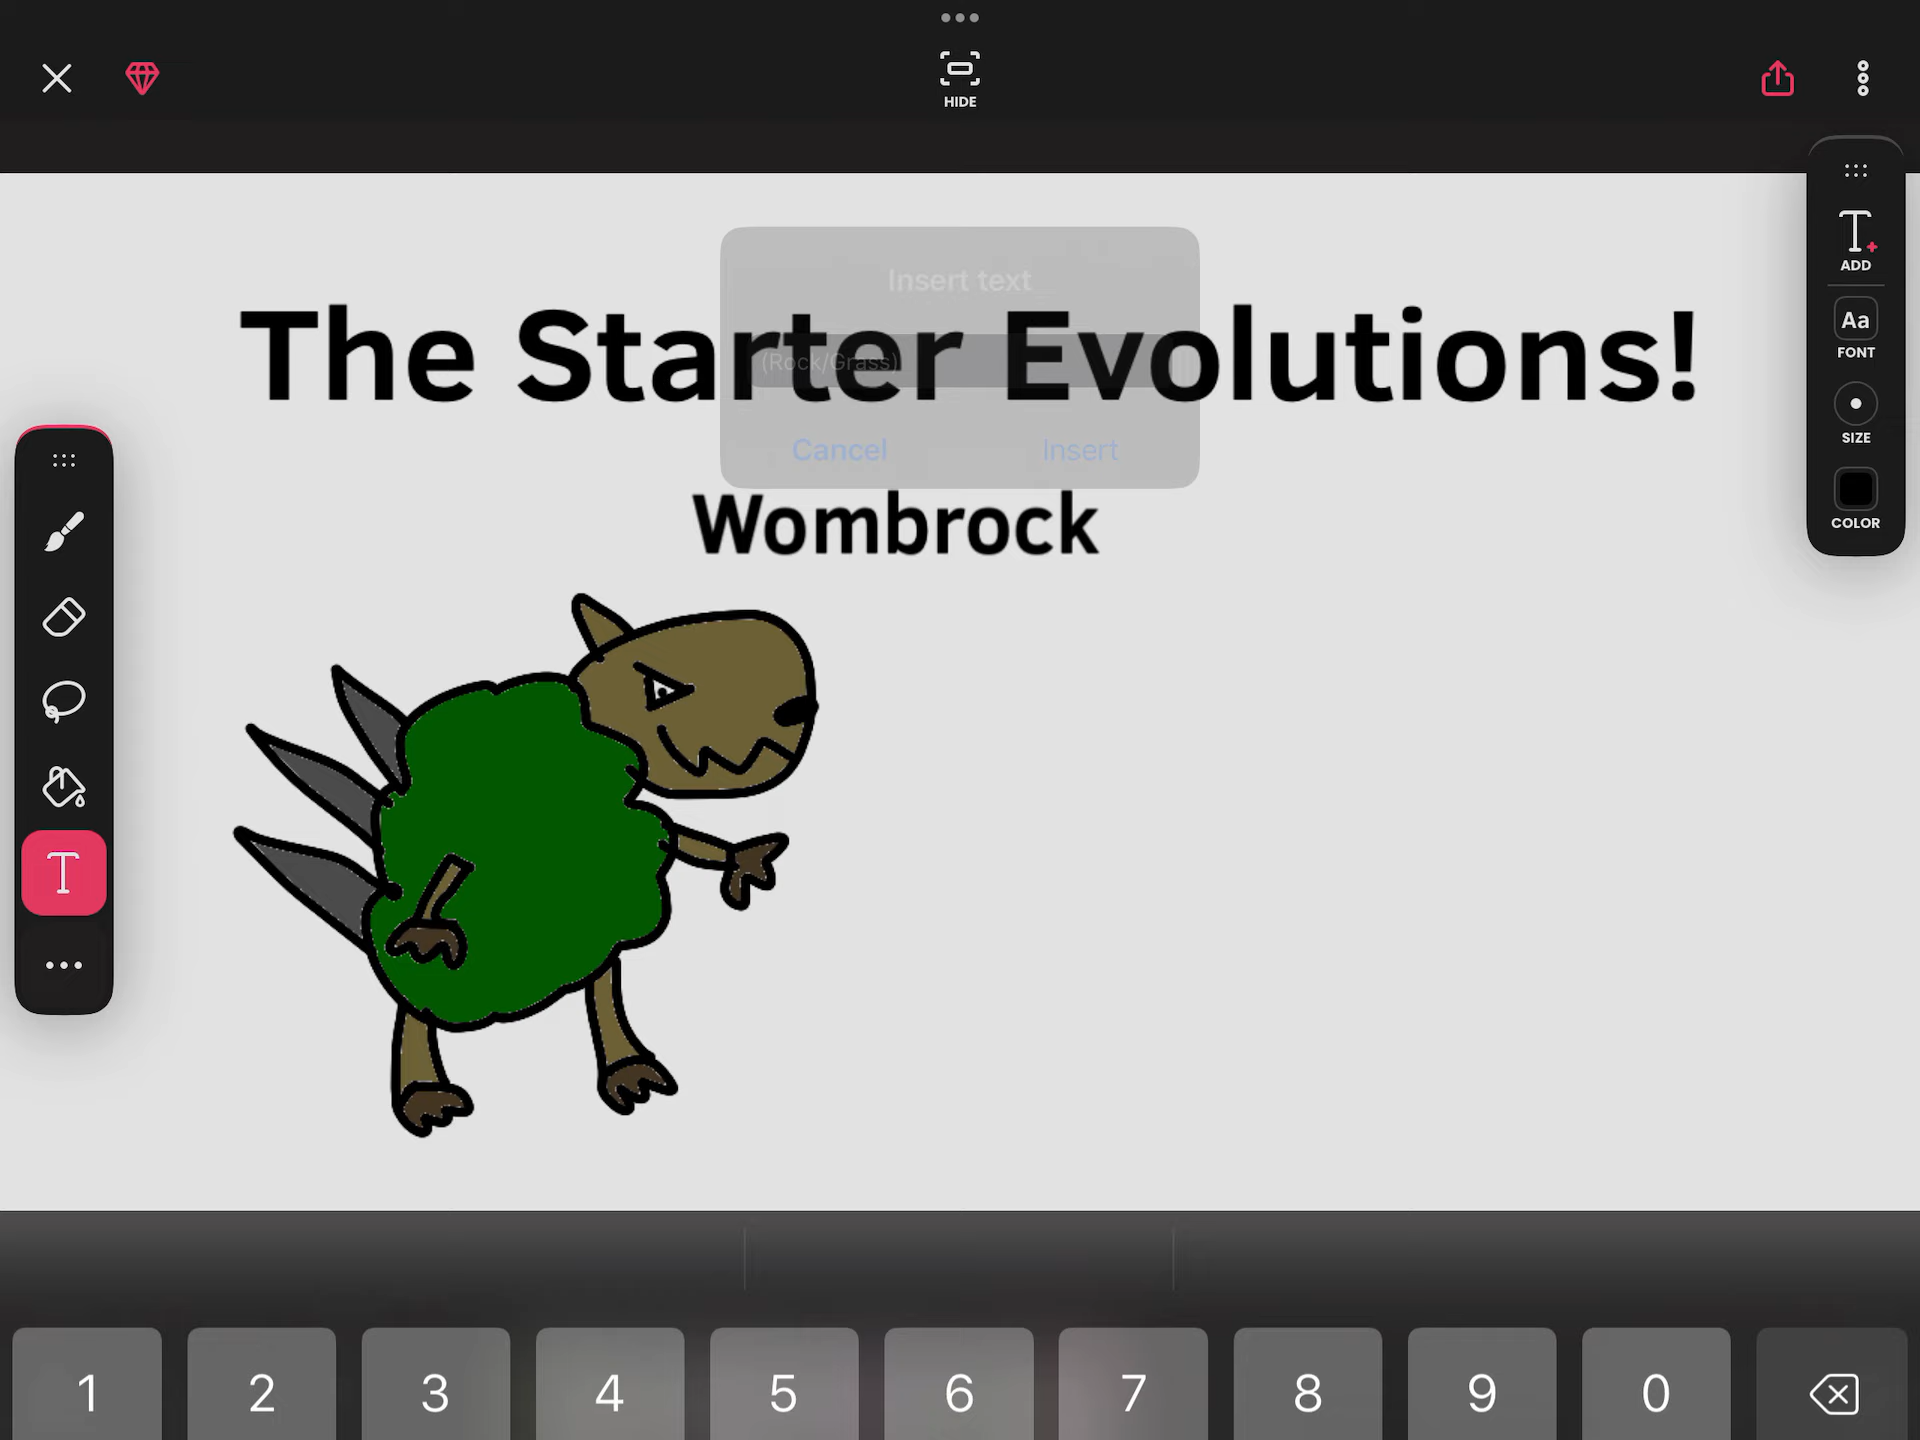 HIDE
Insert text
The Starter Evolutions!
(Rock/Grass)
Cancel Insert
Wombrock
ADD
Aa
FONT
SIZE
COLOR
T
1 2 3 4 5 6 7 8 9 0